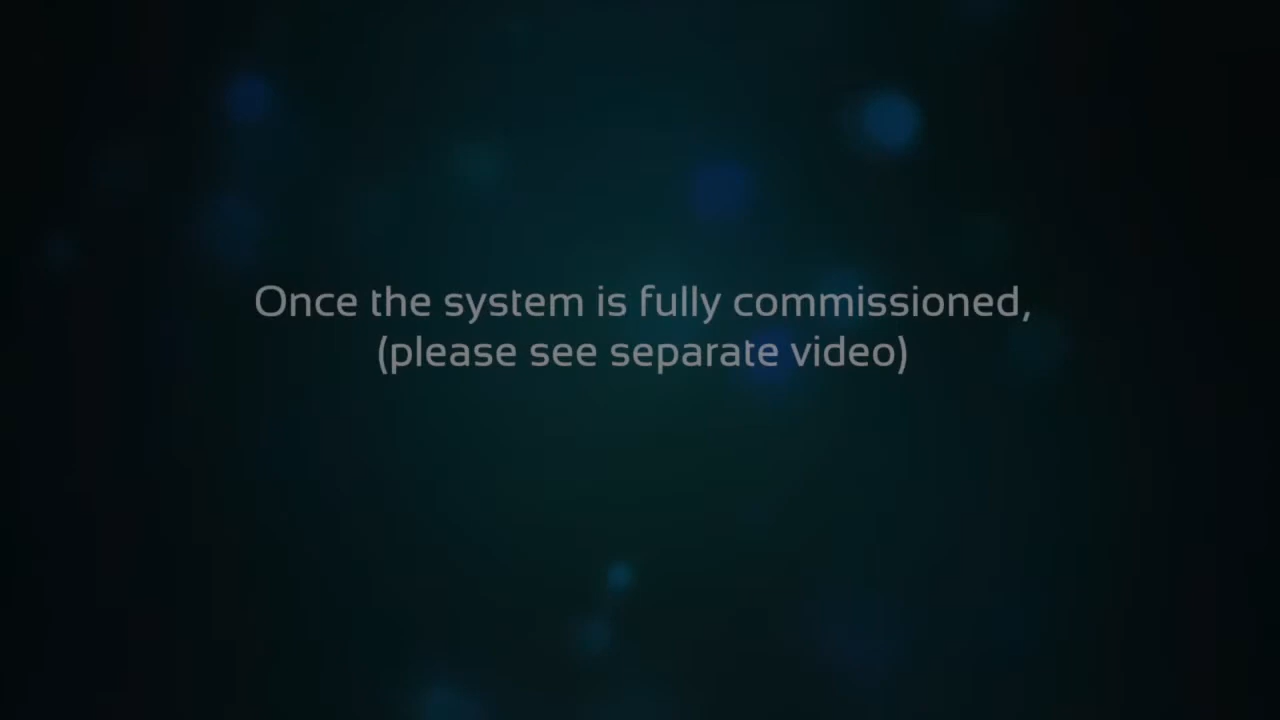 Once the system is fully commissioned,
(please see separate video)